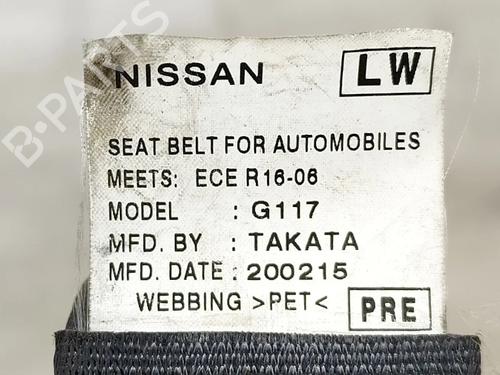 NISSAN LW
SEAT BELT FOR AUTOMOBILES
MEETS: ECE R16-06
MODEL : G117
MFD. BY : TAKATA
MFD. DATE : 200215
WEBBING >PET< PRE
B-PARTS